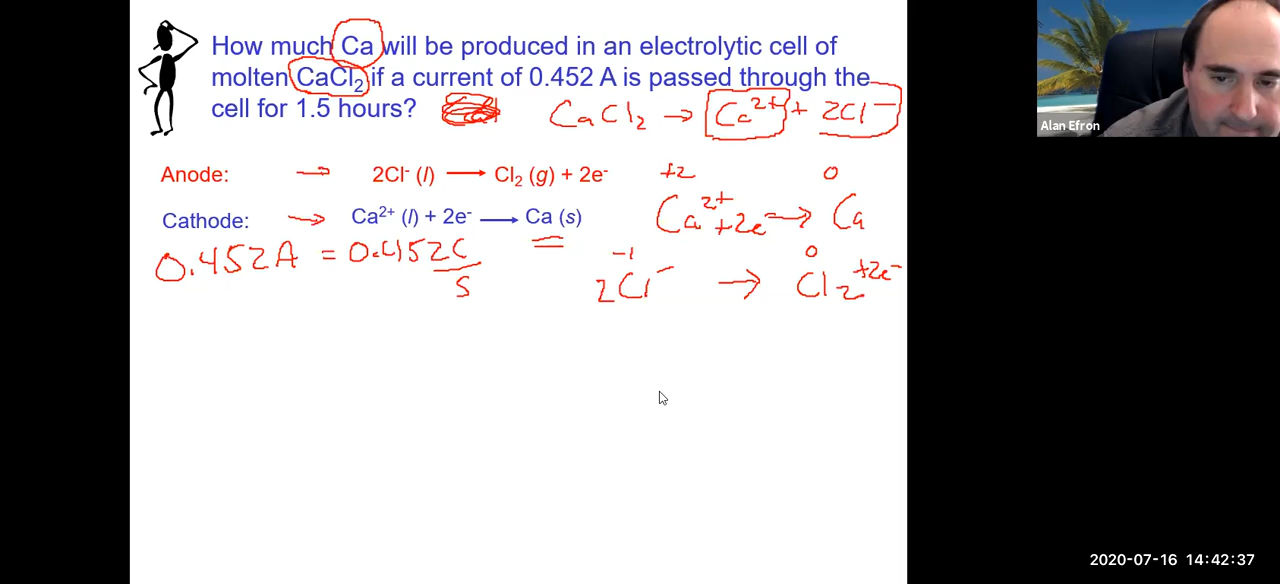 How much Ca will be produced in an electrolytic cell of
molten CaCl₂ if a current of 0.452 A is passed through the
cell for 1.5 hours?
CaCl₂ → Ca²⁺ + 2Cl⁻
Anode: → 2Cl⁻ (l) → Cl₂ (g) + 2e⁻
+2 0
Cathode: → Ca²⁺ (l) + 2e⁻ → Ca (s)
Ca²⁺ +2e⁻ → Ca
0.452A = 0.452C/s
-1 0
2Cl⁻ → Cl₂ +2e⁻
Alan Efron
2020-07-16 14:42:37